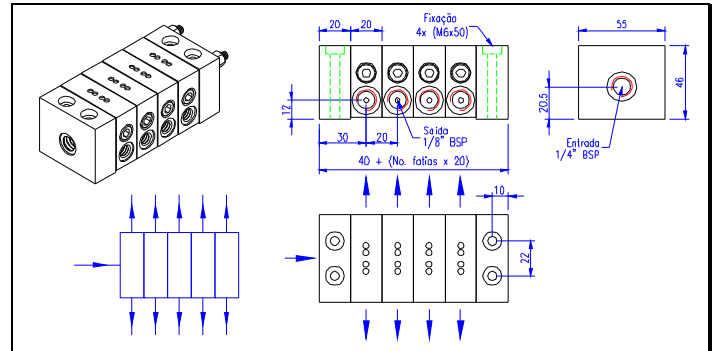 20
20
Fixação
4x (M6x50)
55
12
30
20
Saída
1/8" BSP
40 + (No. fatias x 20)
20.5
46
Entrada
1/4" BSP
10
22